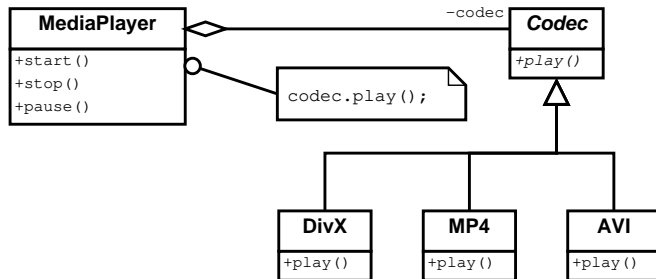 MediaPlayer
+start()
+stop()
+pause()
-codec
Codec
+play()
codec.play();
DivX
+play()
MP4
+play()
AVI
+play()